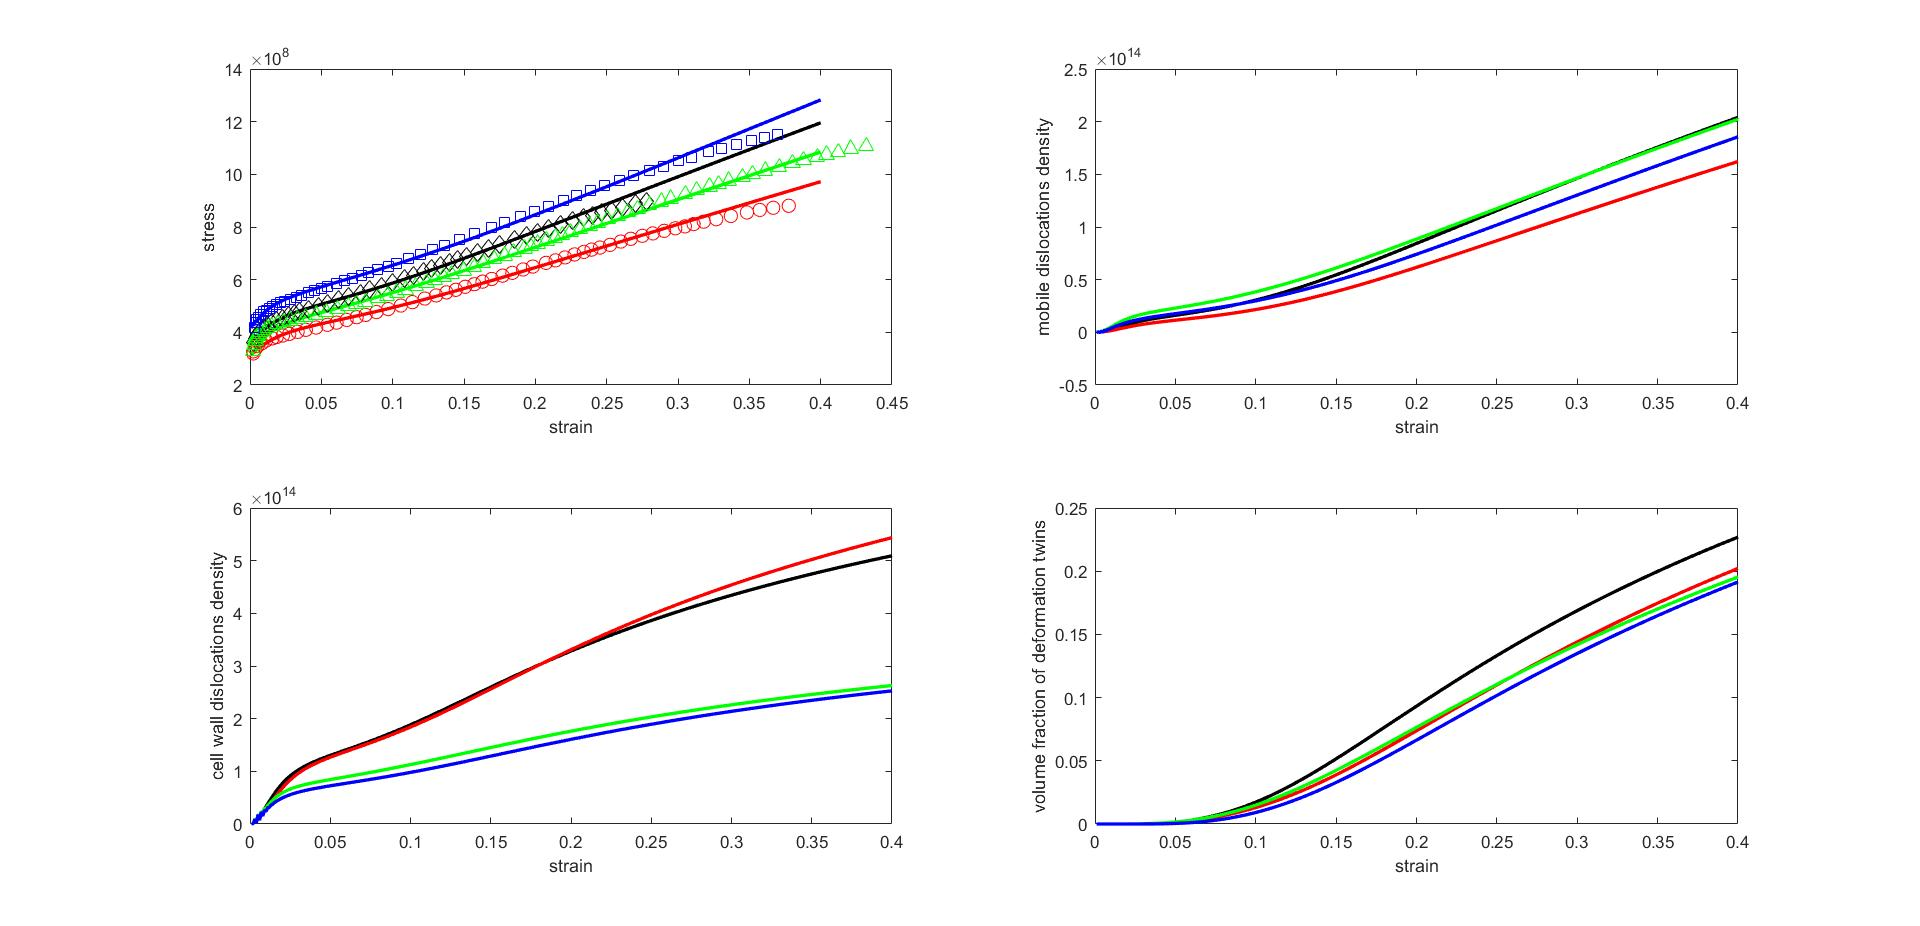 ×10⁸
14
12
10
8
6
4
2
stress
0 0.05 0.1 0.15 0.2 0.25 0.3 0.35 0.4 0.45
strain
×10¹⁴
2.5
2
1.5
1
0.5
0
-0.5
mobile dislocations density
0 0.05 0.1 0.15 0.2 0.25 0.3 0.35 0.4
strain
×10¹⁴
6
5
4
3
2
1
0
cell wall dislocations density
0 0.05 0.1 0.15 0.2 0.25 0.3 0.35 0.4
strain
0.25
0.2
0.15
0.1
0.05
0
volume fraction of deformation twins
0 0.05 0.1 0.15 0.2 0.25 0.3 0.35 0.4
strain